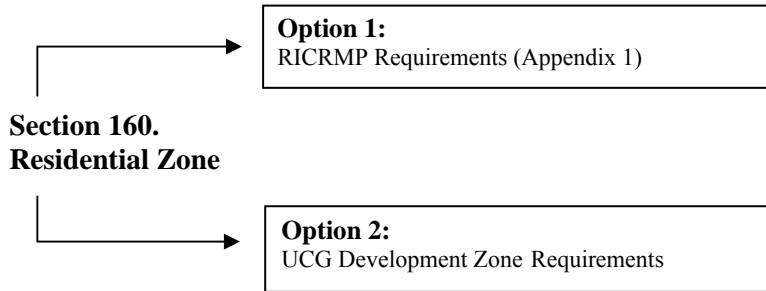 Option 1:
RICRMP Requirements (Appendix 1)
Section 160.
Residential Zone
Option 2:
UCG Development Zone Requirements